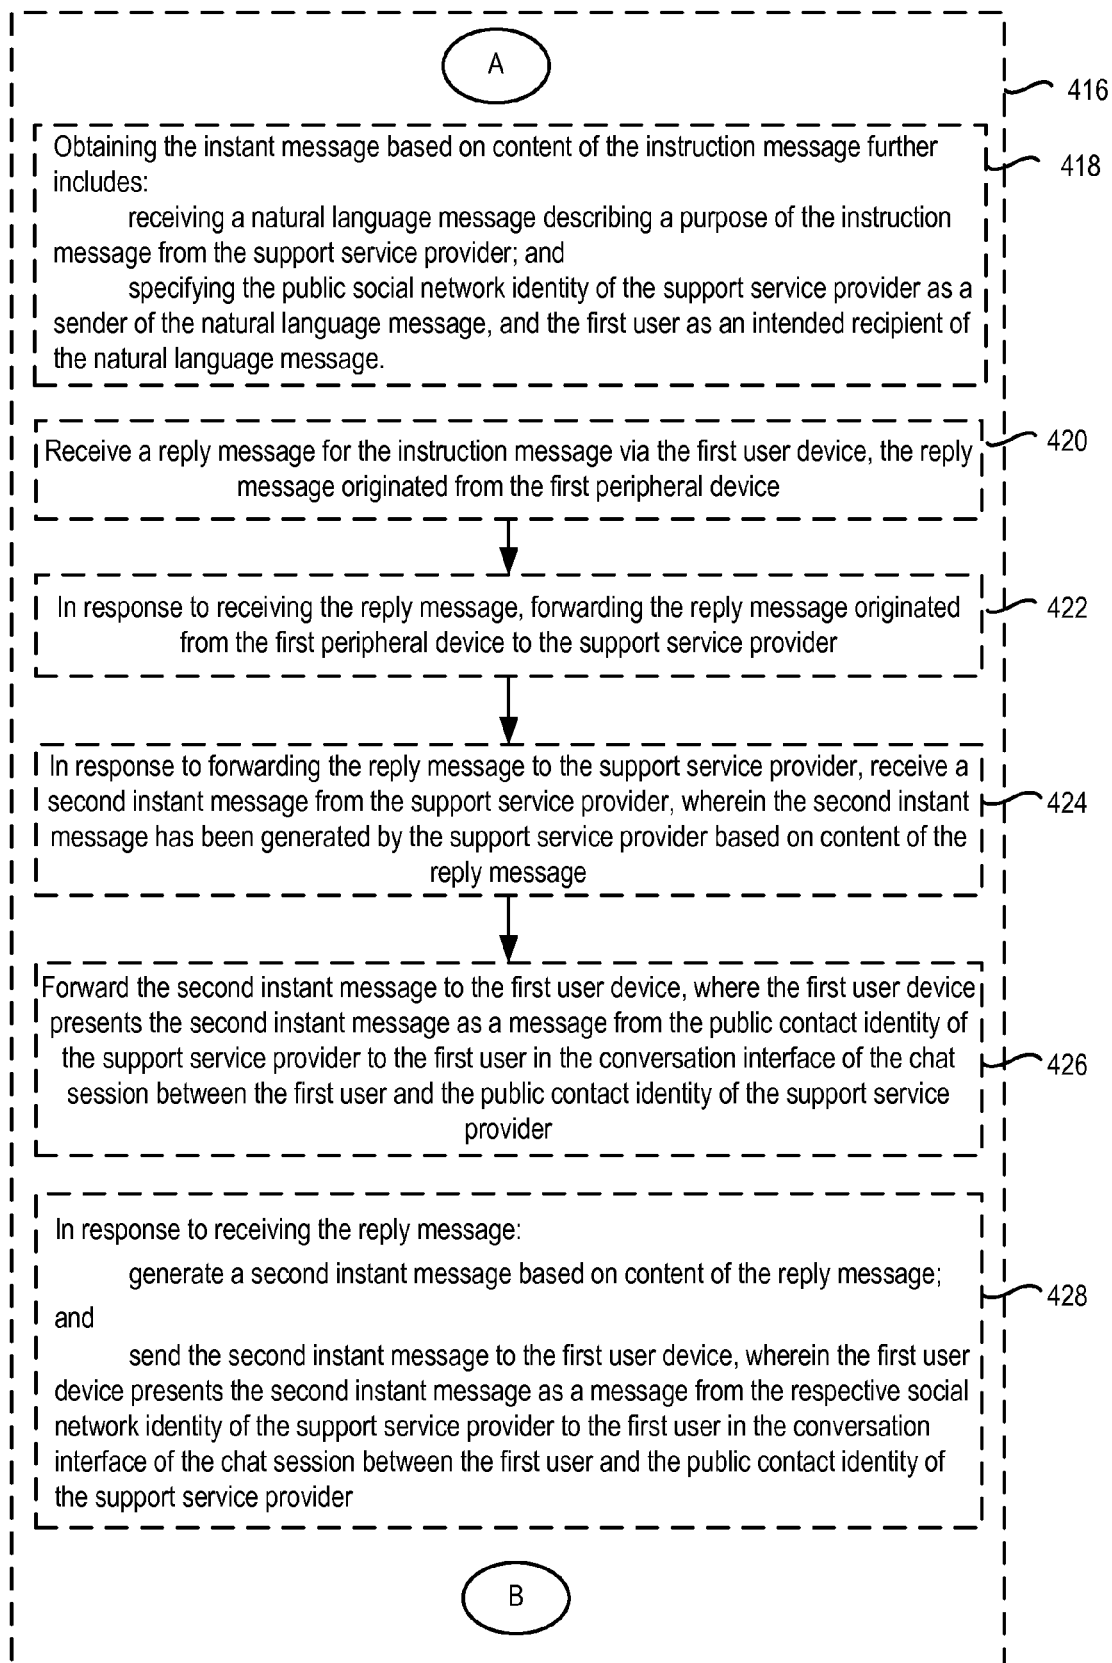 A
416
Obtaining the instant message based on content of the instruction message further
includes:
receiving a natural language message describing a purpose of the instruction
message from the support service provider; and
specifying the public social network identity of the support service provider as a
sender of the natural language message, and the first user as an intended recipient of
the natural language message.
418
Receive a reply message for the instruction message via the first user device, the reply
message originated from the first peripheral device
420
In response to receiving the reply message, forwarding the reply message originated
from the first peripheral device to the support service provider
422
In response to forwarding the reply message to the support service provider, receive a
second instant message from the support service provider, wherein the second instant
message has been generated by the support service provider based on content of the
reply message
424
Forward the second instant message to the first user device, where the first user device
presents the second instant message as a message from the public contact identity of
the support service provider to the first user in the conversation interface of the chat
session between the first user and the public contact identity of the support service
provider
426
In response to receiving the reply message:
generate a second instant message based on content of the reply message;
and
send the second instant message to the first user device, wherein the first user
device presents the second instant message as a message from the respective social
network identity of the support service provider to the first user in the conversation
interface of the chat session between the first user and the public contact identity of
the support service provider
428
B